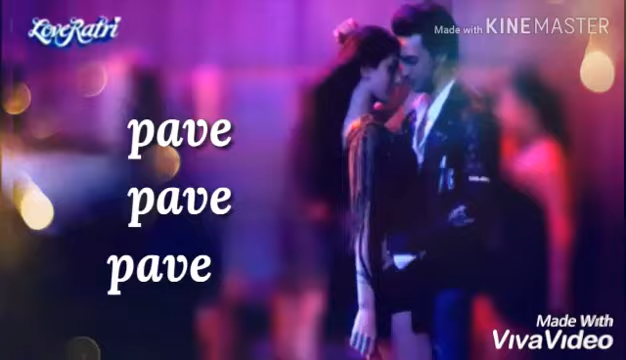 LoveRatri
Made with KINEMASTER
pave
pave
pave
Made With
VivaVideo